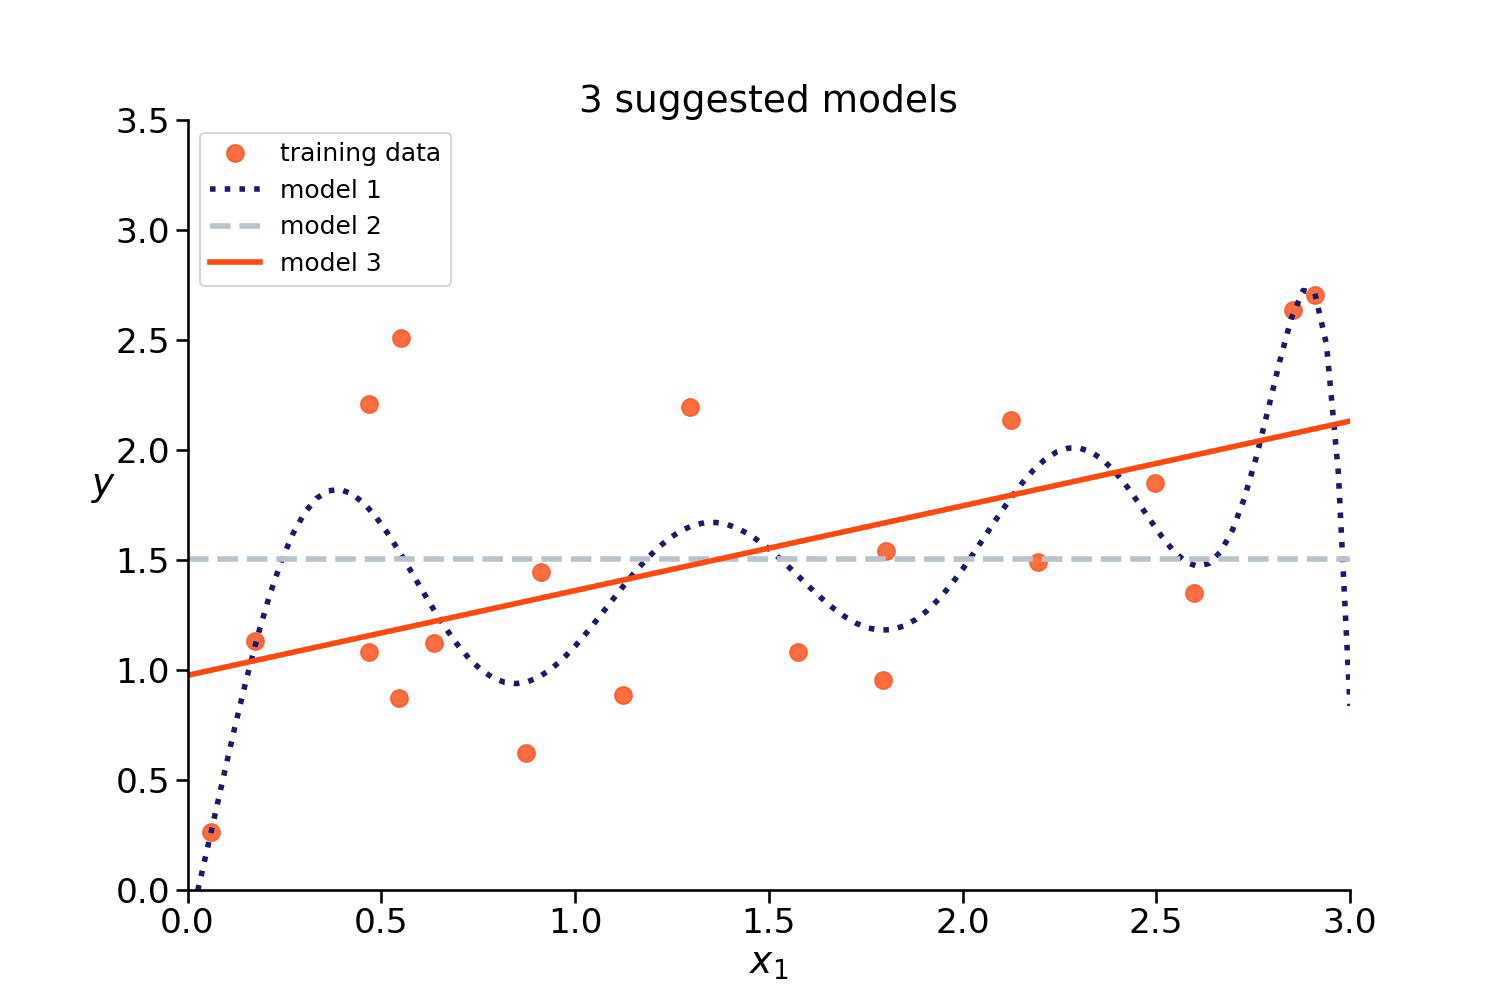 3 suggested models
training data
model 1
model 2
model 3
3.5
3.0
2.5
2.0
1.5
1.0
0.5
0.0
y
0.0 0.5 1.0 1.5 2.0 2.5 3.0
x₁